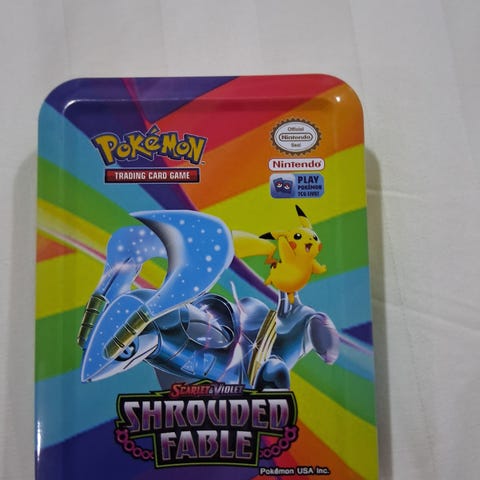 Pokémon
TRADING CARD GAME
Official
Nintendo
Seal
Nintendo
PLAY
POKÉMON
TCG LIVE!
SCARLET & VIOLET
SHROUDED
FABLE
Pokémon USA Inc.